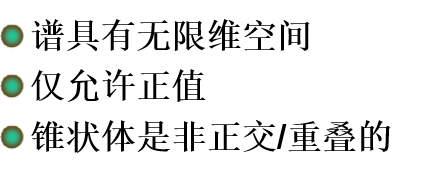 谱具有无限维空间
仅允许正值
锥状体是非正交/重叠的